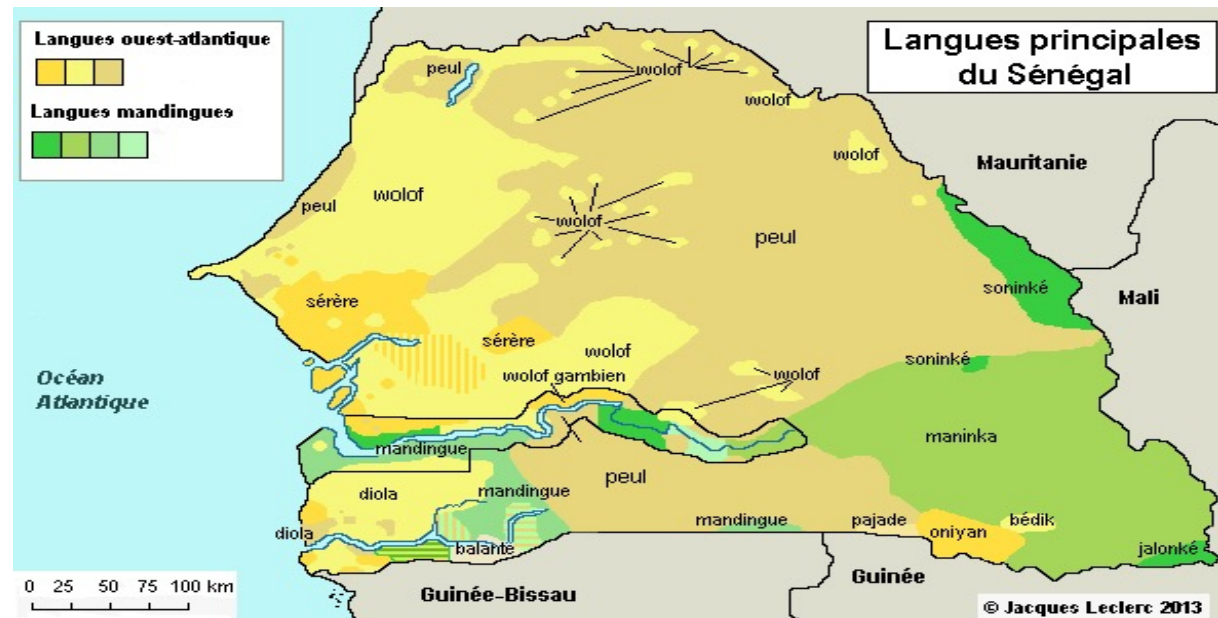 Langues ouest-atlantique
Langues mandingues
Langues principales
du Sénégal
peul
wolof
wolof
wolof
Mauritanie
peul
wolof
wolof
peul
soninké
Mali
sérère
sérère
wolof
soninké
wolof gambien
wolof
Océan
Atlantique
mandingue
maninka
diola
mandingue
peul
diola
balante
mandingue
pajade
oniyan
bédik
jalonké
0 25 50 75 100 km
Guinée-Bissau
Guinée
© Jacques Leclerc 2013